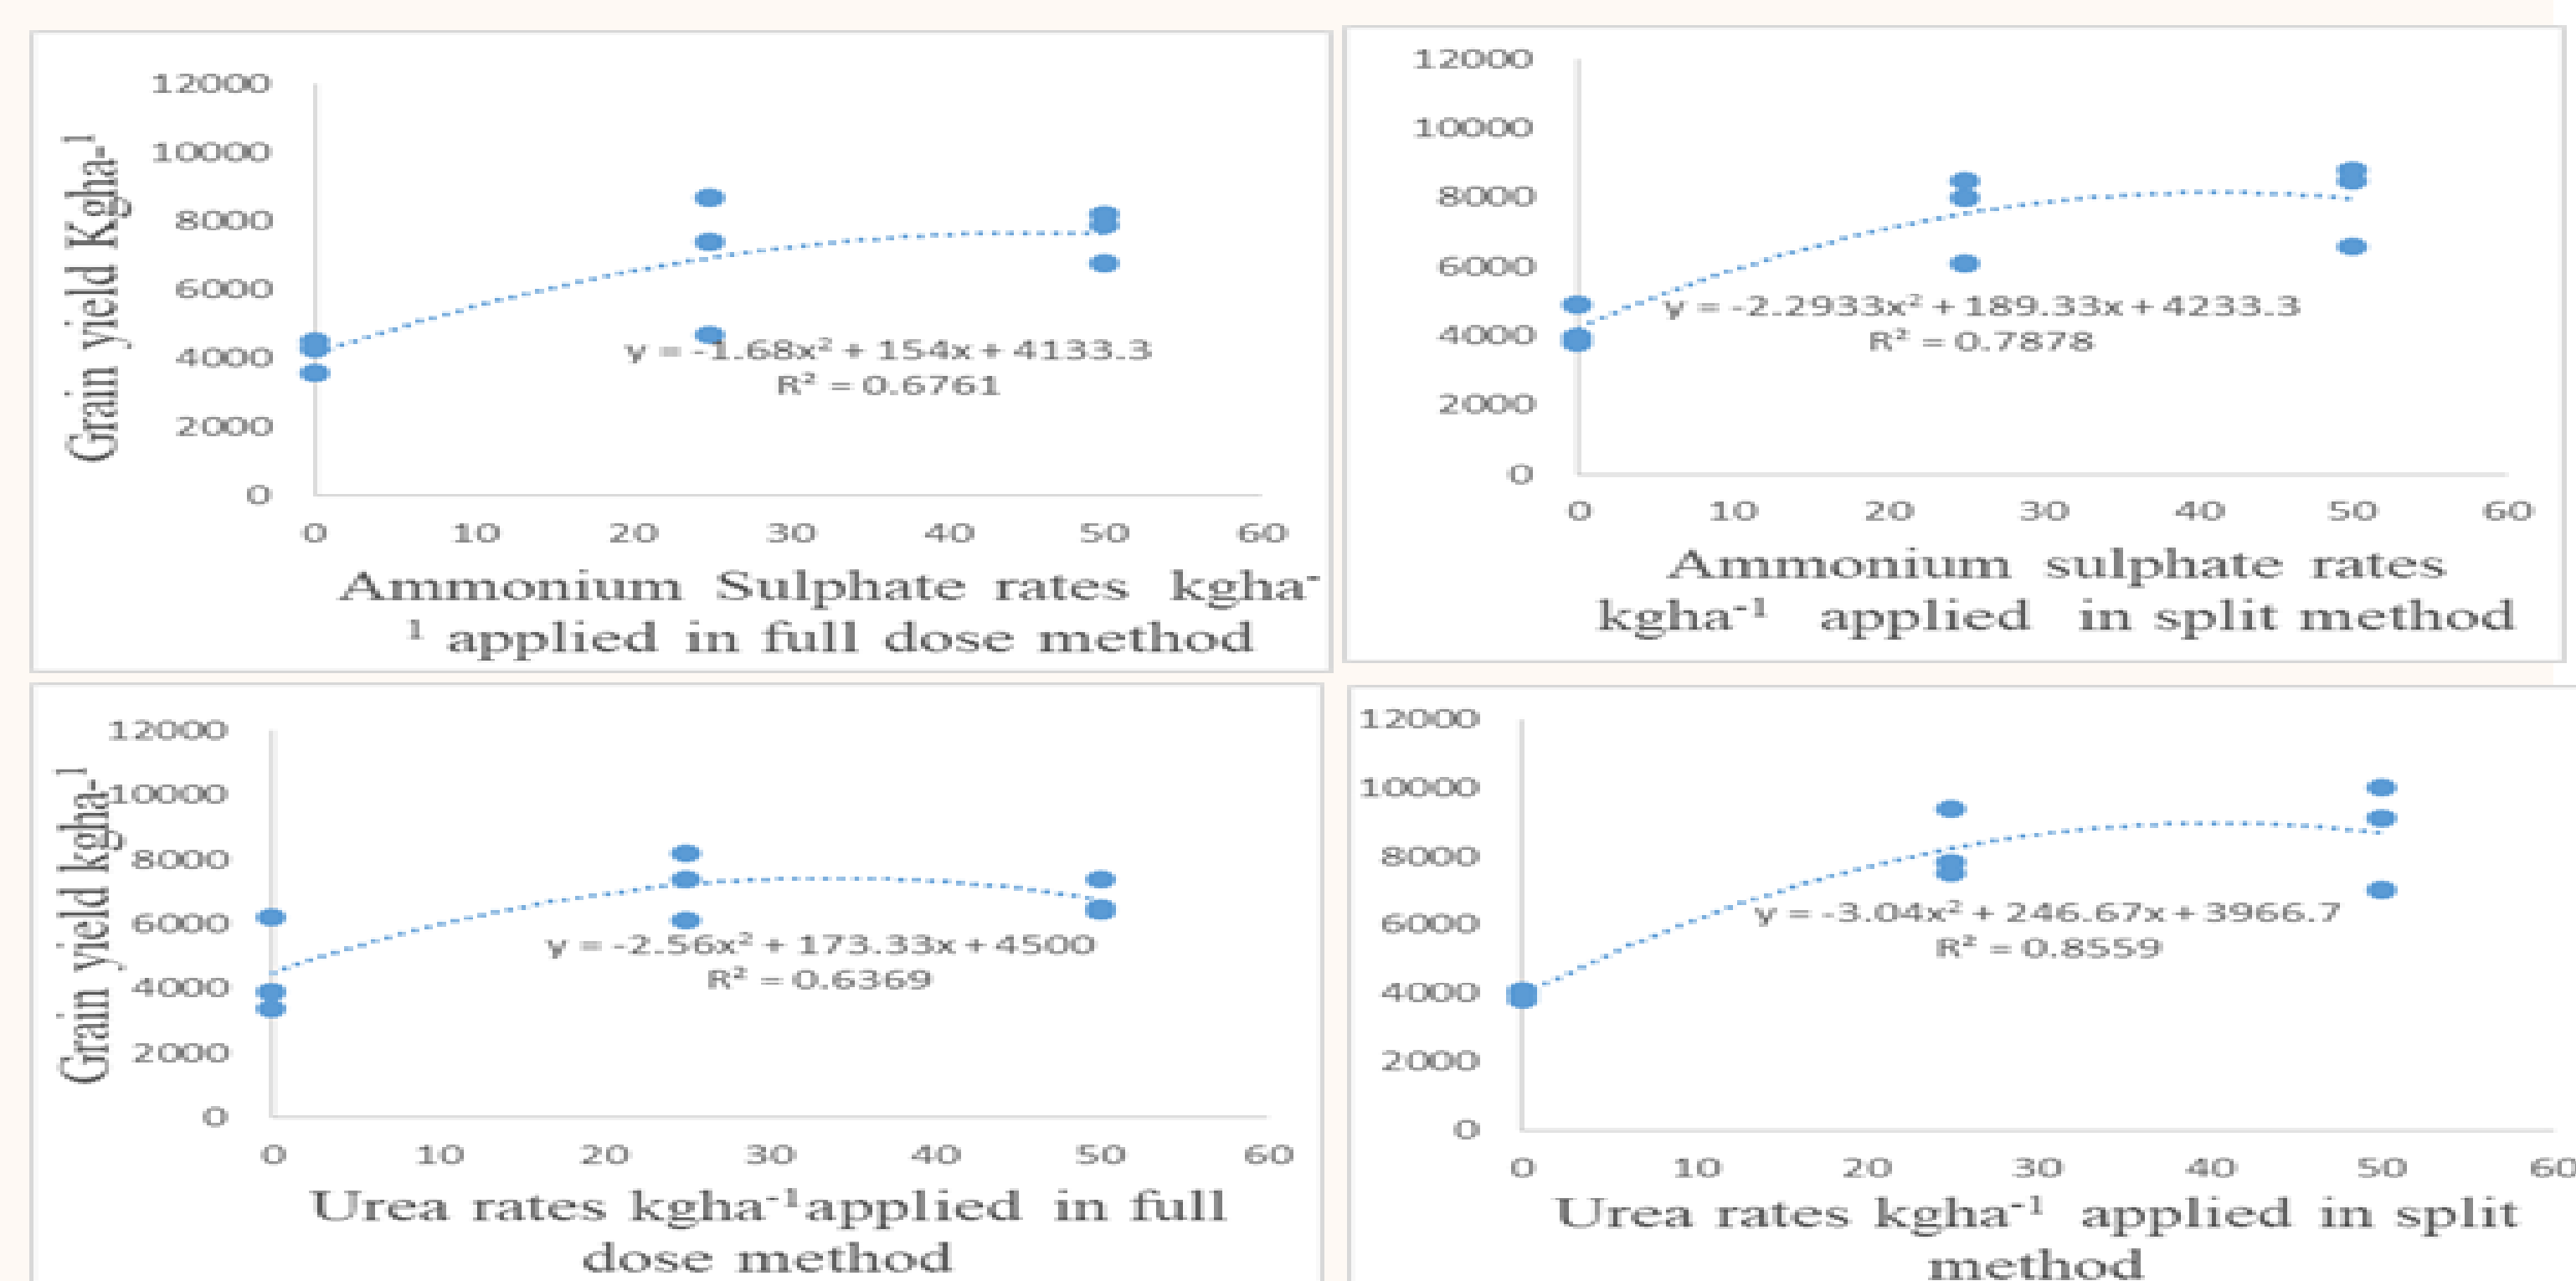 Grain yield Kgha-1
12000
10000
8000
6000
4000
2000
0
y = -1.68x² + 154x + 4133.3
R² = 0.6761
0 10 20 30 40 50 60
Ammonium Sulphate rates kgha-
1 applied in full dose method
12000
10000
8000
6000
4000
2000
0
y = -2.2933x² + 189.33x + 4233.3
R² = 0.7878
0 10 20 30 40 50 60
Ammonium sulphate rates
kgha-1 applied in split method
Grain yield kgha-1
12000
10000
8000
6000
4000
2000
0
y = -2.56x² + 173.33x + 4500
R² = 0.6369
0 10 20 30 40 50 60
Urea rates kgha-1applied in full
dose method
12000
10000
8000
6000
4000
2000
0
y = -3.04x² + 246.67x + 3966.7
R² = 0.8559
0 10 20 30 40 50 60
Urea rates kgha-1 applied in split
method